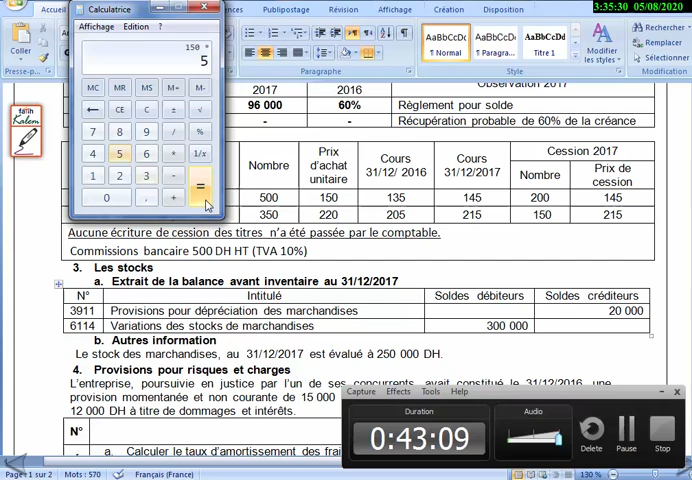 3:35:30 05/08/2020
Accueil
Calculatrice
Publipostage
Révision
Affichage
Création
Disposition
Affichage Edition ?
150 *
5
MC MR MS M+ M-
CE C ± √
7 8 9 / %
4 5 6 * 1/x
1 2 3 - =
0 , +
Coller
Presse-p...
Paragraphe
AaBbCcDc AaBbCcDc AaBbCcDc
¶ Normal ¶ Paragra... Titre 1
Modifier
les styles
Style
Rechercher
Remplacer
Sélectionner
Modification
fatih
Kalem
2017 2016 Observation 2017
96 000 60% Règlement pour solde
- - Récupération probable de 60% de la créance
Nombre Prix d'achat unitaire Cours 31/12/ 2016 Cours 31/12/2017 Cession 2017
Nombre Prix de cession
500 150 135 145 200 145
350 220 205 215 150 215
Aucune écriture de cession des titres n'a été passée par le comptable.
Commissions bancaire 500 DH HT (TVA 10%)
3. Les stocks
a. Extrait de la balance avant inventaire au 31/12/2017
N° Intitulé Soldes débiteurs Soldes créditeurs
3911 Provisions pour dépréciation des marchandises 20 000
6114 Variations des stocks de marchandises 300 000
b. Autres information
Le stock des marchandises, au 31/12/2017 est évalué à 250 000 DH.
4. Provisions pour risques et charges
L'entreprise, poursuivie en justice par l'un de ses concurrents, avait constitué le 31/12/2016, une
provision momentanée et non courante de 15 000
12 000 DH à titre de dommages et intérêts.
N°
a. Calculer le taux d'amortissement des frai
Capture Effects Tools Help
Duration
0:43:09
Audio
Delete Pause Stop
Page : 1 sur 2 Mots : 570 Français (France) 130 %